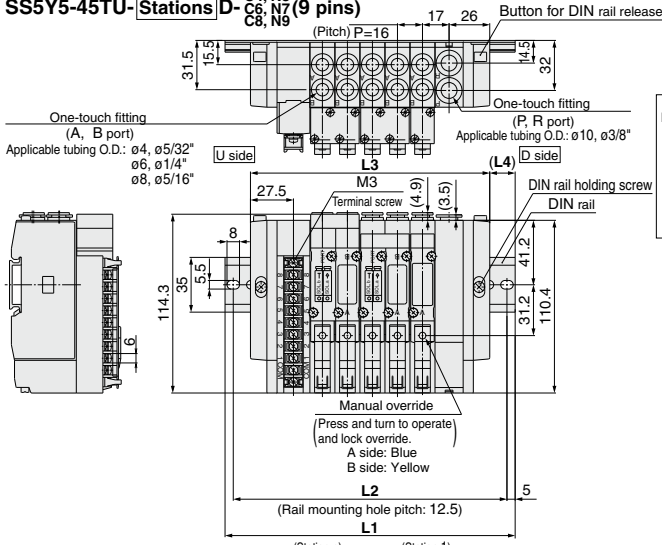 SS5Y5-45TU-Stations D- C6, N7 (9 pins)
C8, N9
(Pitch) P=16
17
26
Button for DIN rail release
31.5
15.5
14.5
32
One-touch fitting
(A, B port)
Applicable tubing O.D.: ø4, ø5/32"
ø6, ø1/4"
ø8, ø5/16"
One-touch fitting
(P, R port)
Applicable tubing O.D.: ø10, ø3/8"
U side
D side
L3
(L4)
27.5
M3
Terminal screw
(4.9)
(3.5)
DIN rail holding screw
DIN rail
8
5.5
35
114.3
41.2
31.2
110.4
6
Manual override
(Press and turn to operate
and lock override.)
A side: Blue
B side: Yellow
L2
5
(Rail mounting hole pitch: 12.5)
L1